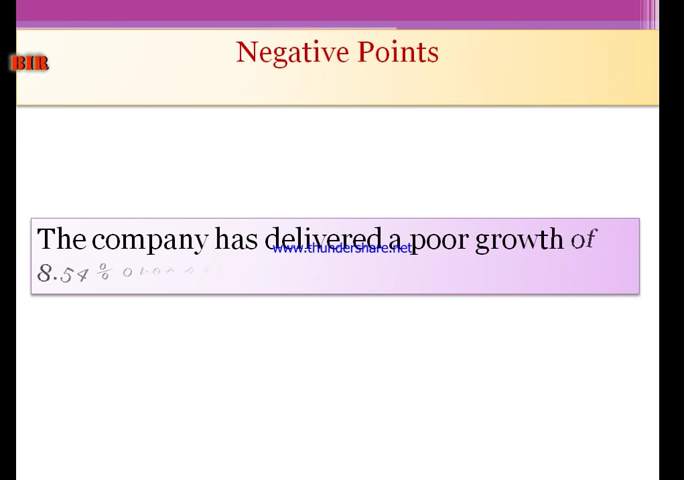 Negative Points
BIR
The company has delivered a poor growth of
www.thundershare.net
8.54%